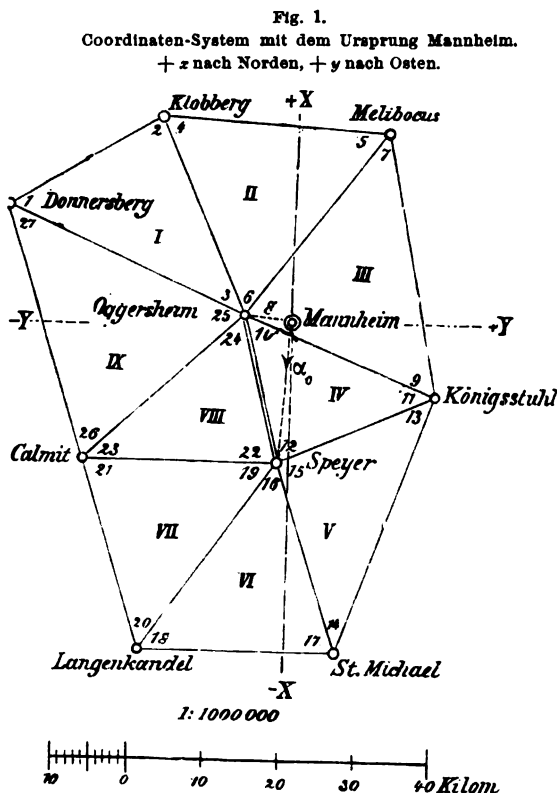 Fig. 1.
Coordinaten-System mit dem Ursprung Mannheim.
+ x nach Norden, + y nach Osten.
Klobberg +X Melibocus
2 4 5 7
1 Donnersberg II
27 I III
3 6
Oggersheim 25 8 Mannheim
-Y 24 10 +Y
α₀
IX IV 9
11 Königsstuhl
VIII 13
26
Calmit 23 22 12 Speyer
21 19 16 15
VII V
VI
20 18 17 14
Langenkandel St. Michael
-X
1: 1000 000
10 0 10 20 30 40 Kilom